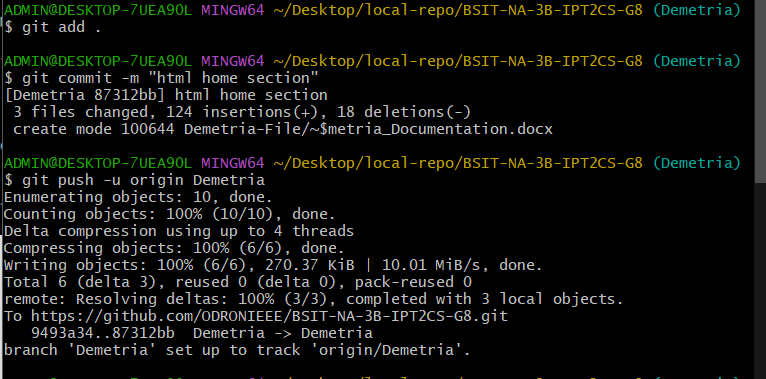 ADMIN@DESKTOP-7UEA9OL MINGW64 ~/Desktop/local-repo/BSIT-NA-3B-IPT2CS-G8 (Demetria)
$ git add .
ADMIN@DESKTOP-7UEA9OL MINGW64 ~/Desktop/local-repo/BSIT-NA-3B-IPT2CS-G8 (Demetria)
$ git commit -m "html home section"
[Demetria 87312bb] html home section
 3 files changed, 124 insertions(+), 18 deletions(-)
 create mode 100644 Demetria-File/~$metria_Documentation.docx
ADMIN@DESKTOP-7UEA9OL MINGW64 ~/Desktop/local-repo/BSIT-NA-3B-IPT2CS-G8 (Demetria)
$ git push -u origin Demetria
Enumerating objects: 10, done.
Counting objects: 100% (10/10), done.
Delta compression using up to 4 threads
Compressing objects: 100% (6/6), done.
Writing objects: 100% (6/6), 270.37 KiB | 10.01 MiB/s, done.
Total 6 (delta 3), reused 0 (delta 0), pack-reused 0
remote: Resolving deltas: 100% (3/3), completed with 3 local objects.
To https://github.com/ODRONIEEE/BSIT-NA-3B-IPT2CS-G8.git
   9493a34..87312bb  Demetria -> Demetria
branch 'Demetria' set up to track 'origin/Demetria'.